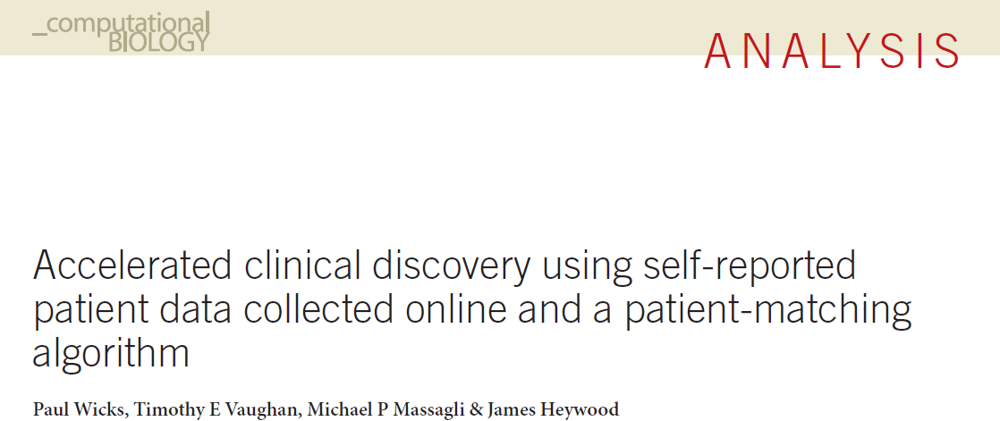 _computational
BIOLOGY
ANALYSIS
Accelerated clinical discovery using self-reported
patient data collected online and a patient-matching
algorithm
Paul Wicks, Timothy E Vaughan, Michael P Massagli & James Heywood